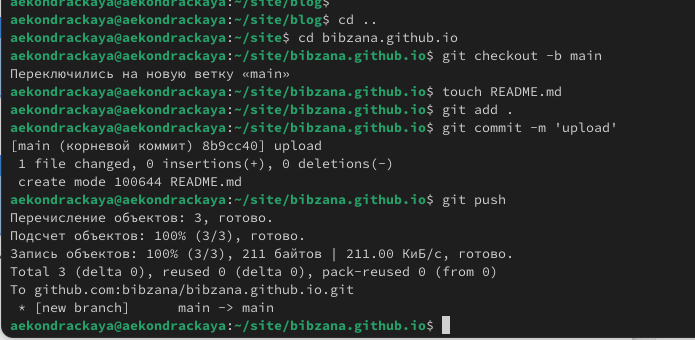 aekondrackaya@aekondrackaya:~/site/blog$
aekondrackaya@aekondrackaya:~/site/blog$ cd ..
aekondrackaya@aekondrackaya:~/site$ cd bibzana.github.io
aekondrackaya@aekondrackaya:~/site/bibzana.github.io$ git checkout -b main
Переключились на новую ветку «main»
aekondrackaya@aekondrackaya:~/site/bibzana.github.io$ touch README.md
aekondrackaya@aekondrackaya:~/site/bibzana.github.io$ git add .
aekondrackaya@aekondrackaya:~/site/bibzana.github.io$ git commit -m 'upload'
[main (корневой коммит) 8b9cc40] upload
 1 file changed, 0 insertions(+), 0 deletions(-)
 create mode 100644 README.md
aekondrackaya@aekondrackaya:~/site/bibzana.github.io$ git push
Перечисление объектов: 3, готово.
Подсчет объектов: 100% (3/3), готово.
Запись объектов: 100% (3/3), 211 байтов | 211.00 КиБ/с, готово.
Total 3 (delta 0), reused 0 (delta 0), pack-reused 0 (from 0)
To github.com:bibzana/bibzana.github.io.git
 * [new branch]      main -> main
aekondrackaya@aekondrackaya:~/site/bibzana.github.io$